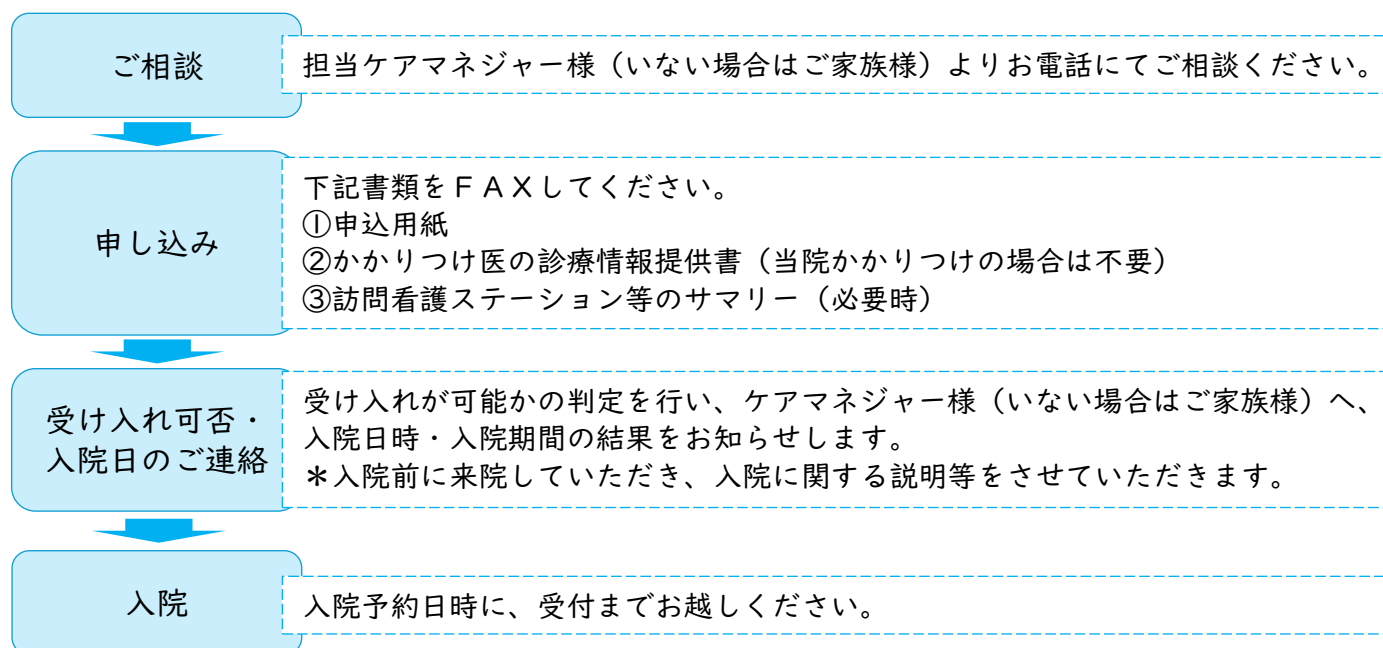 ご相談
担当ケアマネジャー様（いない場合はご家族様）よりお電話にてご相談ください。
申し込み
下記書類をＦＡＸしてください。
①申込用紙
②かかりつけ医の診療情報提供書（当院かかりつけの場合は不要）
③訪問看護ステーション等のサマリー（必要時）
受け入れ可否・
入院日のご連絡
受け入れが可能かの判定を行い、ケアマネジャー様（いない場合はご家族様）へ、
入院日時・入院期間の結果をお知らせします。
＊入院前に来院していただき、入院に関する説明等をさせていただきます。
入院
入院予約日時に、受付までお越しください。